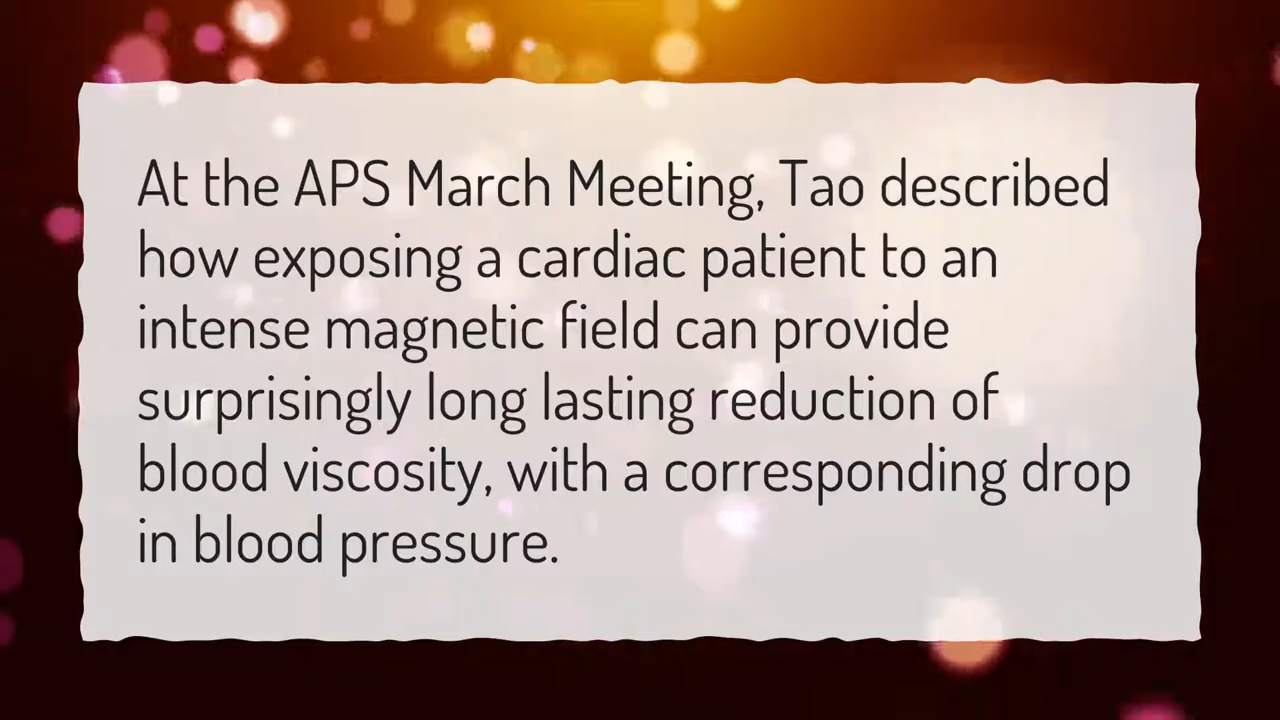 At the APS March Meeting, Tao described
how exposing a cardiac patient to an
intense magnetic field can provide
surprisingly long lasting reduction of
blood viscosity, with a corresponding drop
in blood pressure.